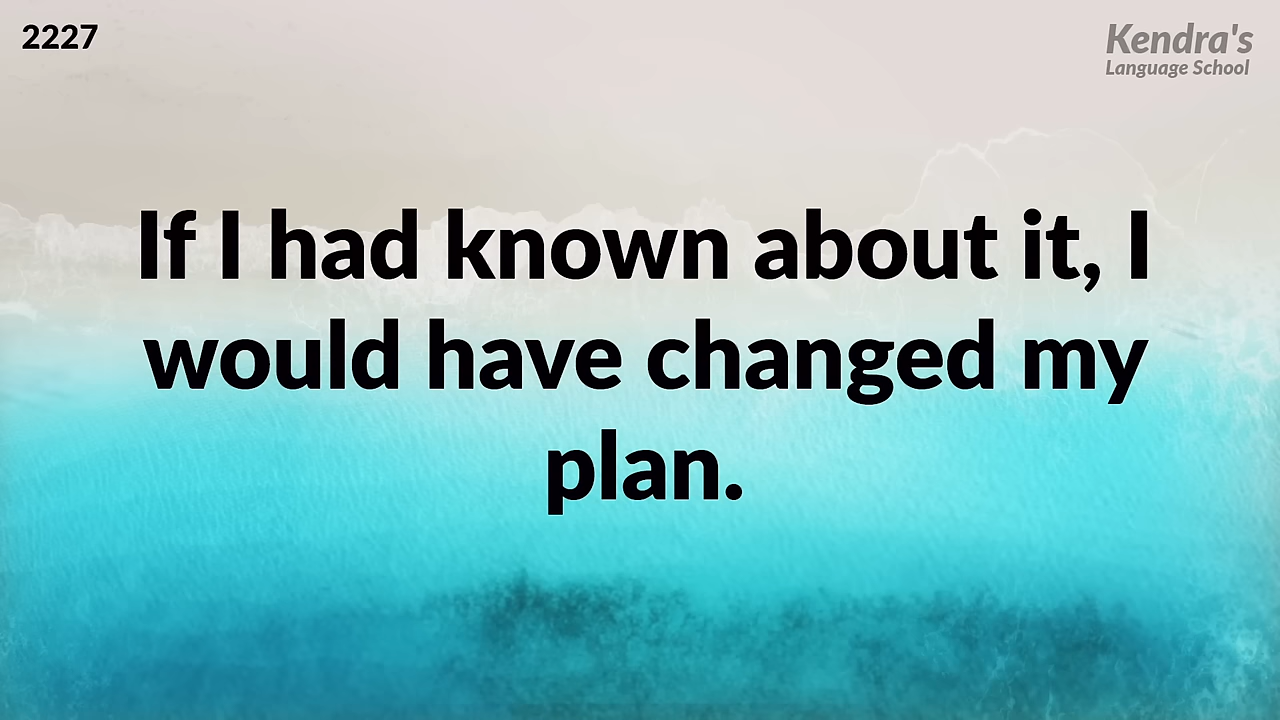 2227
Kendra's
Language School
If I had known about it, I
would have changed my
plan.